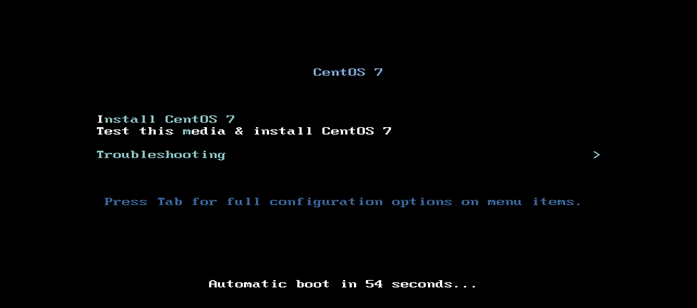 CentOS 7
Install CentOS 7
Test this media & install CentOS 7
Troubleshooting >
Press Tab for full configuration options on menu items.
Automatic boot in 54 seconds...